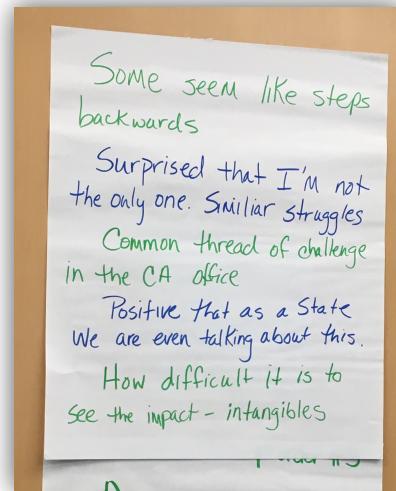 Some seem like steps
backwards
Surprised that I'm not
the only one. Similiar struggles
Common thread of challenge
in the CA office
Positive that as a State
We are even talking about this.
How difficult it is to
see the impact - intangibles